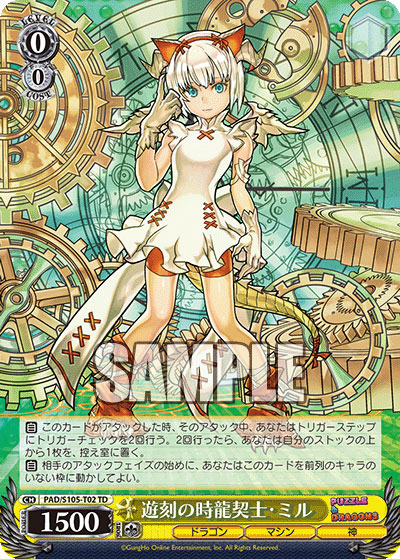 LEVEL
0
0
COST
SAMPLE
自 このカードがアタックした時、そのアタック中、あなたはトリガーステップ
にトリガーチェックを2回行う。2回行ったら、あなたは自分のストックの上
から1枚を、控え室に置く。
自 相手のアタックフェイズの始めに、あなたはこのカードを前列のキャラの
いない枠に動かしてよい。
CH PAD/S105-T02 TD
遊刻の時龍契士・ミル
PUZZLE & DRAGONS
POWER
1500
SOUL
ドラゴン
マシン
神
©GungHo Online Entertainment, Inc.